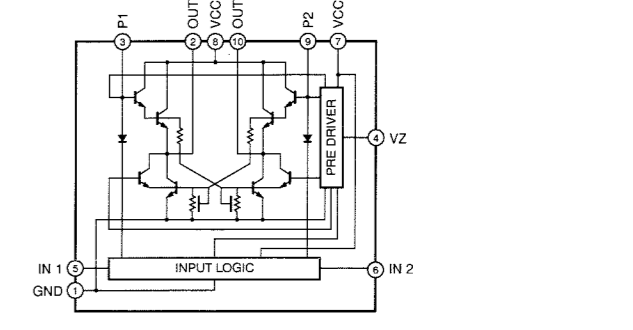 P1
OUT
VCC
OUT
P2
VCC
3
2
8
10
9
7
PRE DRIVER
4
VZ
IN 1
5
INPUT LOGIC
6
IN 2
GND
1